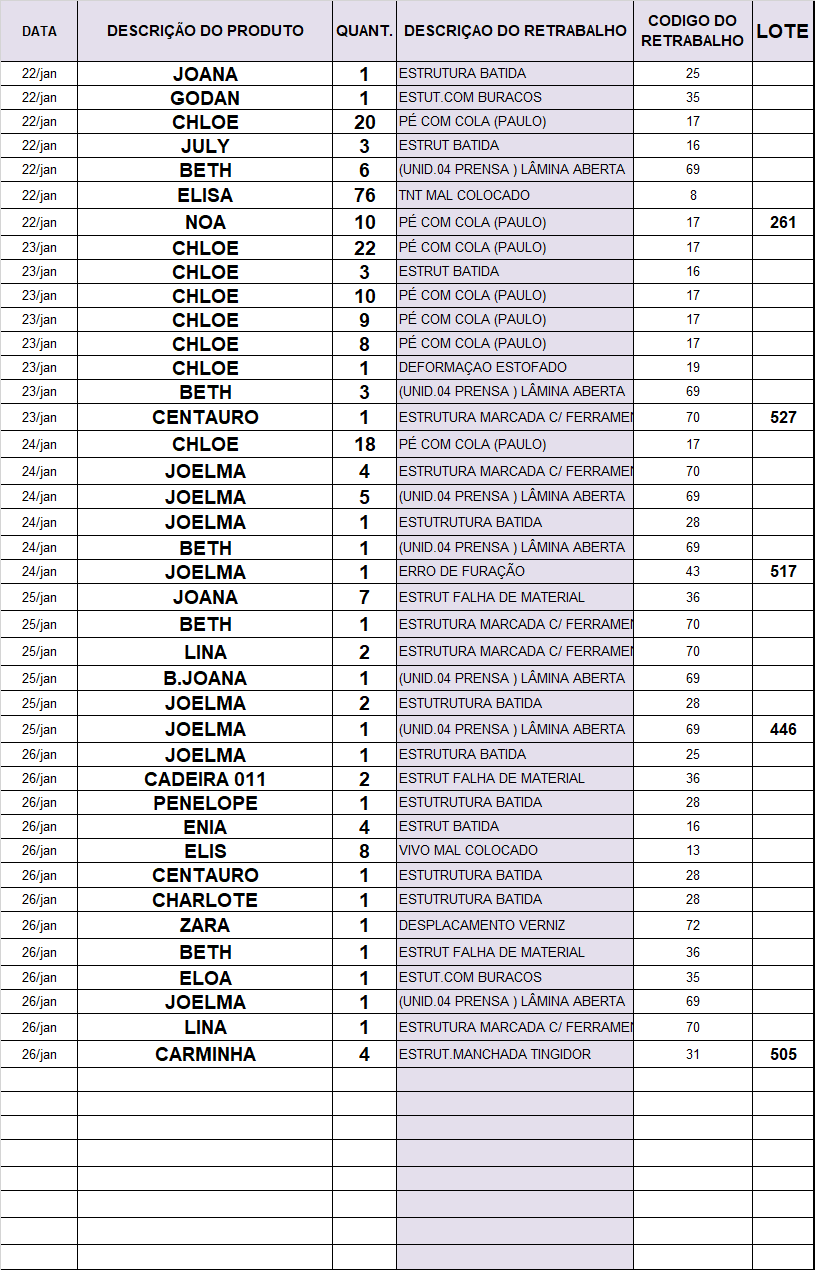 DATA DESCRIÇÃO DO PRODUTO QUANT. DESCRIÇAO DO RETRABALHO CODIGO DO RETRABALHO LOTE
22/jan JOANA 1 ESTRUTURA BATIDA 25
22/jan GODAN 1 ESTUT.COM BURACOS 35
22/jan CHLOE 20 PÉ COM COLA (PAULO) 17
22/jan JULY 3 ESTRUT BATIDA 16
22/jan BETH 6 (UNID.04 PRENSA ) LÂMINA ABERTA 69
22/jan ELISA 76 TNT MAL COLOCADO 8
22/jan NOA 10 PÉ COM COLA (PAULO) 17 261
23/jan CHLOE 22 PÉ COM COLA (PAULO) 17
23/jan CHLOE 3 ESTRUT BATIDA 16
23/jan CHLOE 10 PÉ COM COLA (PAULO) 17
23/jan CHLOE 9 PÉ COM COLA (PAULO) 17
23/jan CHLOE 8 PÉ COM COLA (PAULO) 17
23/jan CHLOE 1 DEFORMAÇAO ESTOFADO 19
23/jan BETH 3 (UNID.04 PRENSA ) LÂMINA ABERTA 69
23/jan CENTAURO 1 ESTRUTURA MARCADA C/ FERRAMEN 70 527
24/jan CHLOE 18 PÉ COM COLA (PAULO) 17
24/jan JOELMA 4 ESTRUTURA MARCADA C/ FERRAMEN 70
24/jan JOELMA 5 (UNID.04 PRENSA ) LÂMINA ABERTA 69
24/jan JOELMA 1 ESTUTRUTURA BATIDA 28
24/jan BETH 1 (UNID.04 PRENSA ) LÂMINA ABERTA 69
24/jan JOELMA 1 ERRO DE FURAÇÃO 43 517
25/jan JOANA 7 ESTRUT FALHA DE MATERIAL 36
25/jan BETH 1 ESTRUTURA MARCADA C/ FERRAMEN 70
25/jan LINA 2 ESTRUTURA MARCADA C/ FERRAMEN 70
25/jan B.JOANA 1 (UNID.04 PRENSA ) LÂMINA ABERTA 69
25/jan JOELMA 2 ESTUTRUTURA BATIDA 28
25/jan JOELMA 1 (UNID.04 PRENSA ) LÂMINA ABERTA 69 446
26/jan JOELMA 1 ESTRUTURA BATIDA 25
26/jan CADEIRA 011 2 ESTRUT FALHA DE MATERIAL 36
26/jan PENELOPE 1 ESTUTRUTURA BATIDA 28
26/jan ENIA 4 ESTRUT BATIDA 16
26/jan ELIS 8 VIVO MAL COLOCADO 13
26/jan CENTAURO 1 ESTUTRUTURA BATIDA 28
26/jan CHARLOTE 1 ESTUTRUTURA BATIDA 28
26/jan ZARA 1 DESPLACAMENTO VERNIZ 72
26/jan BETH 1 ESTRUT FALHA DE MATERIAL 36
26/jan ELOA 1 ESTUT.COM BURACOS 35
26/jan JOELMA 1 (UNID.04 PRENSA ) LÂMINA ABERTA 69
26/jan LINA 1 ESTRUTURA MARCADA C/ FERRAMEN 70
26/jan CARMINHA 4 ESTRUT.MANCHADA TINGIDOR 31 505